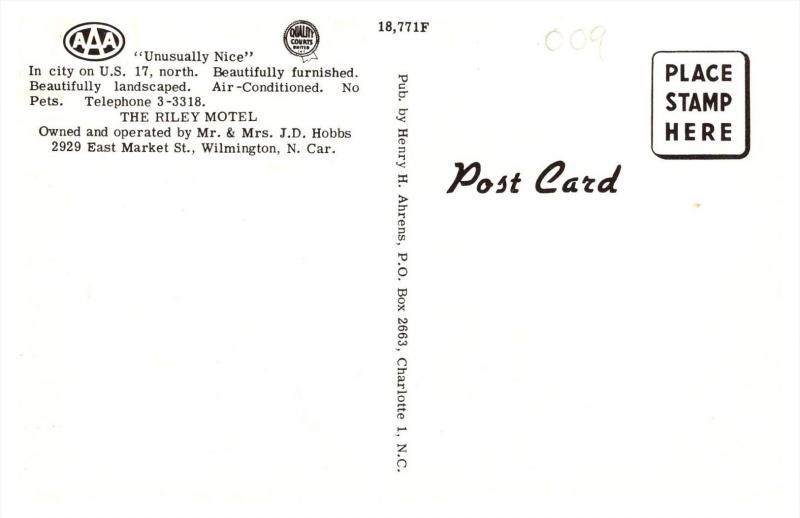 AAA
QUALITY
COURTS
UNITED
"Unusually Nice"
In city on U.S. 17, north. Beautifully furnished.
Beautifully landscaped. Air-Conditioned. No
Pets. Telephone 3-3318.
THE RILEY MOTEL
Owned and operated by Mr. & Mrs. J.D. Hobbs
2929 East Market St., Wilmington, N. Car.
18,771F
Pub. by Henry H. Ahrens, P.O. Box 2663, Charlotte 1, N.C.
009
PLACE
STAMP
HERE
Post Card